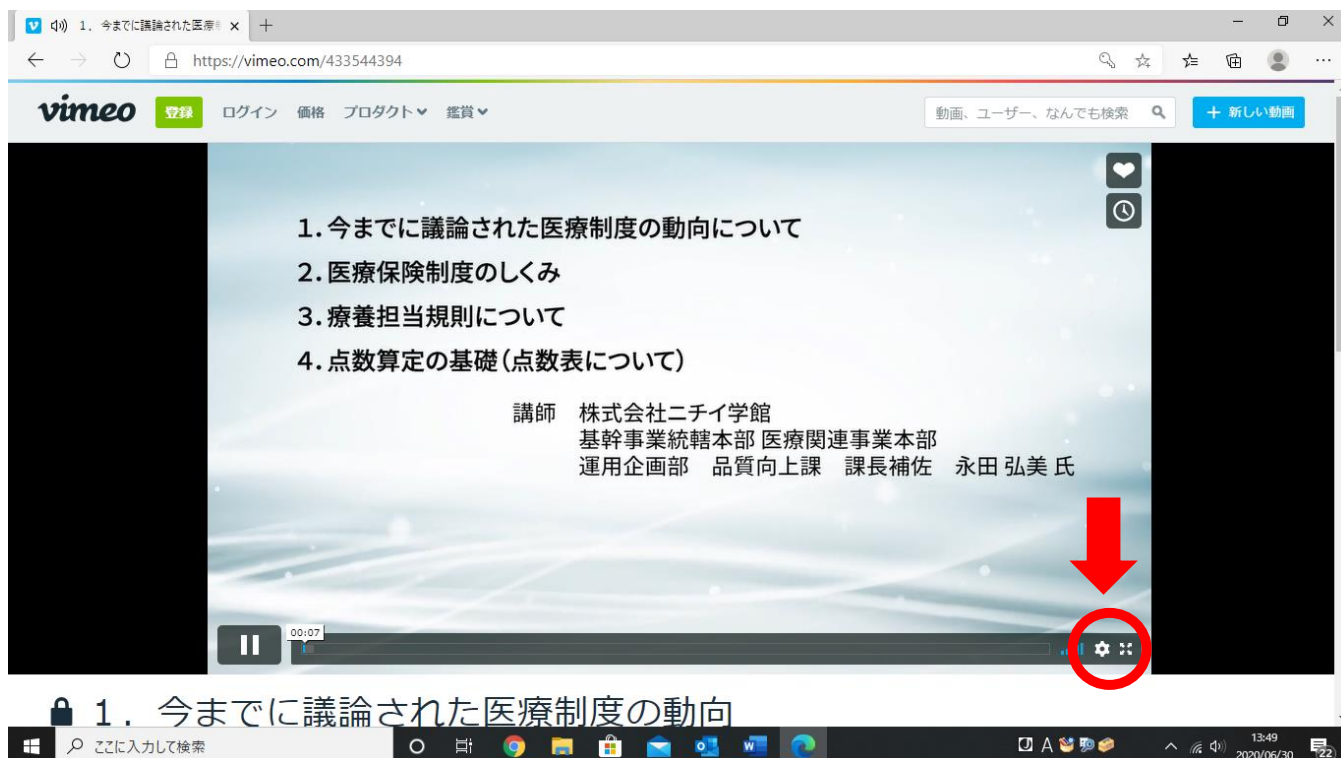 1. 今までに議論された医療
https://vimeo.com/433544394
vimeo 登録 ログイン 価格 プロダクト 鑑賞 動画、ユーザー、なんでも検索 + 新しい動画
1.今までに議論された医療制度の動向について
2.医療保険制度のしくみ
3.療養担当規則について
4.点数算定の基礎(点数表について)
講師 株式会社ニチイ学館
基幹事業統轄本部 医療関連事業本部
運用企画部 品質向上課 課長補佐 永田 弘美 氏
00:07
1. 今までに議論された医療制度の動向
ここに入力して検索
A
13:49
2020/06/30
22